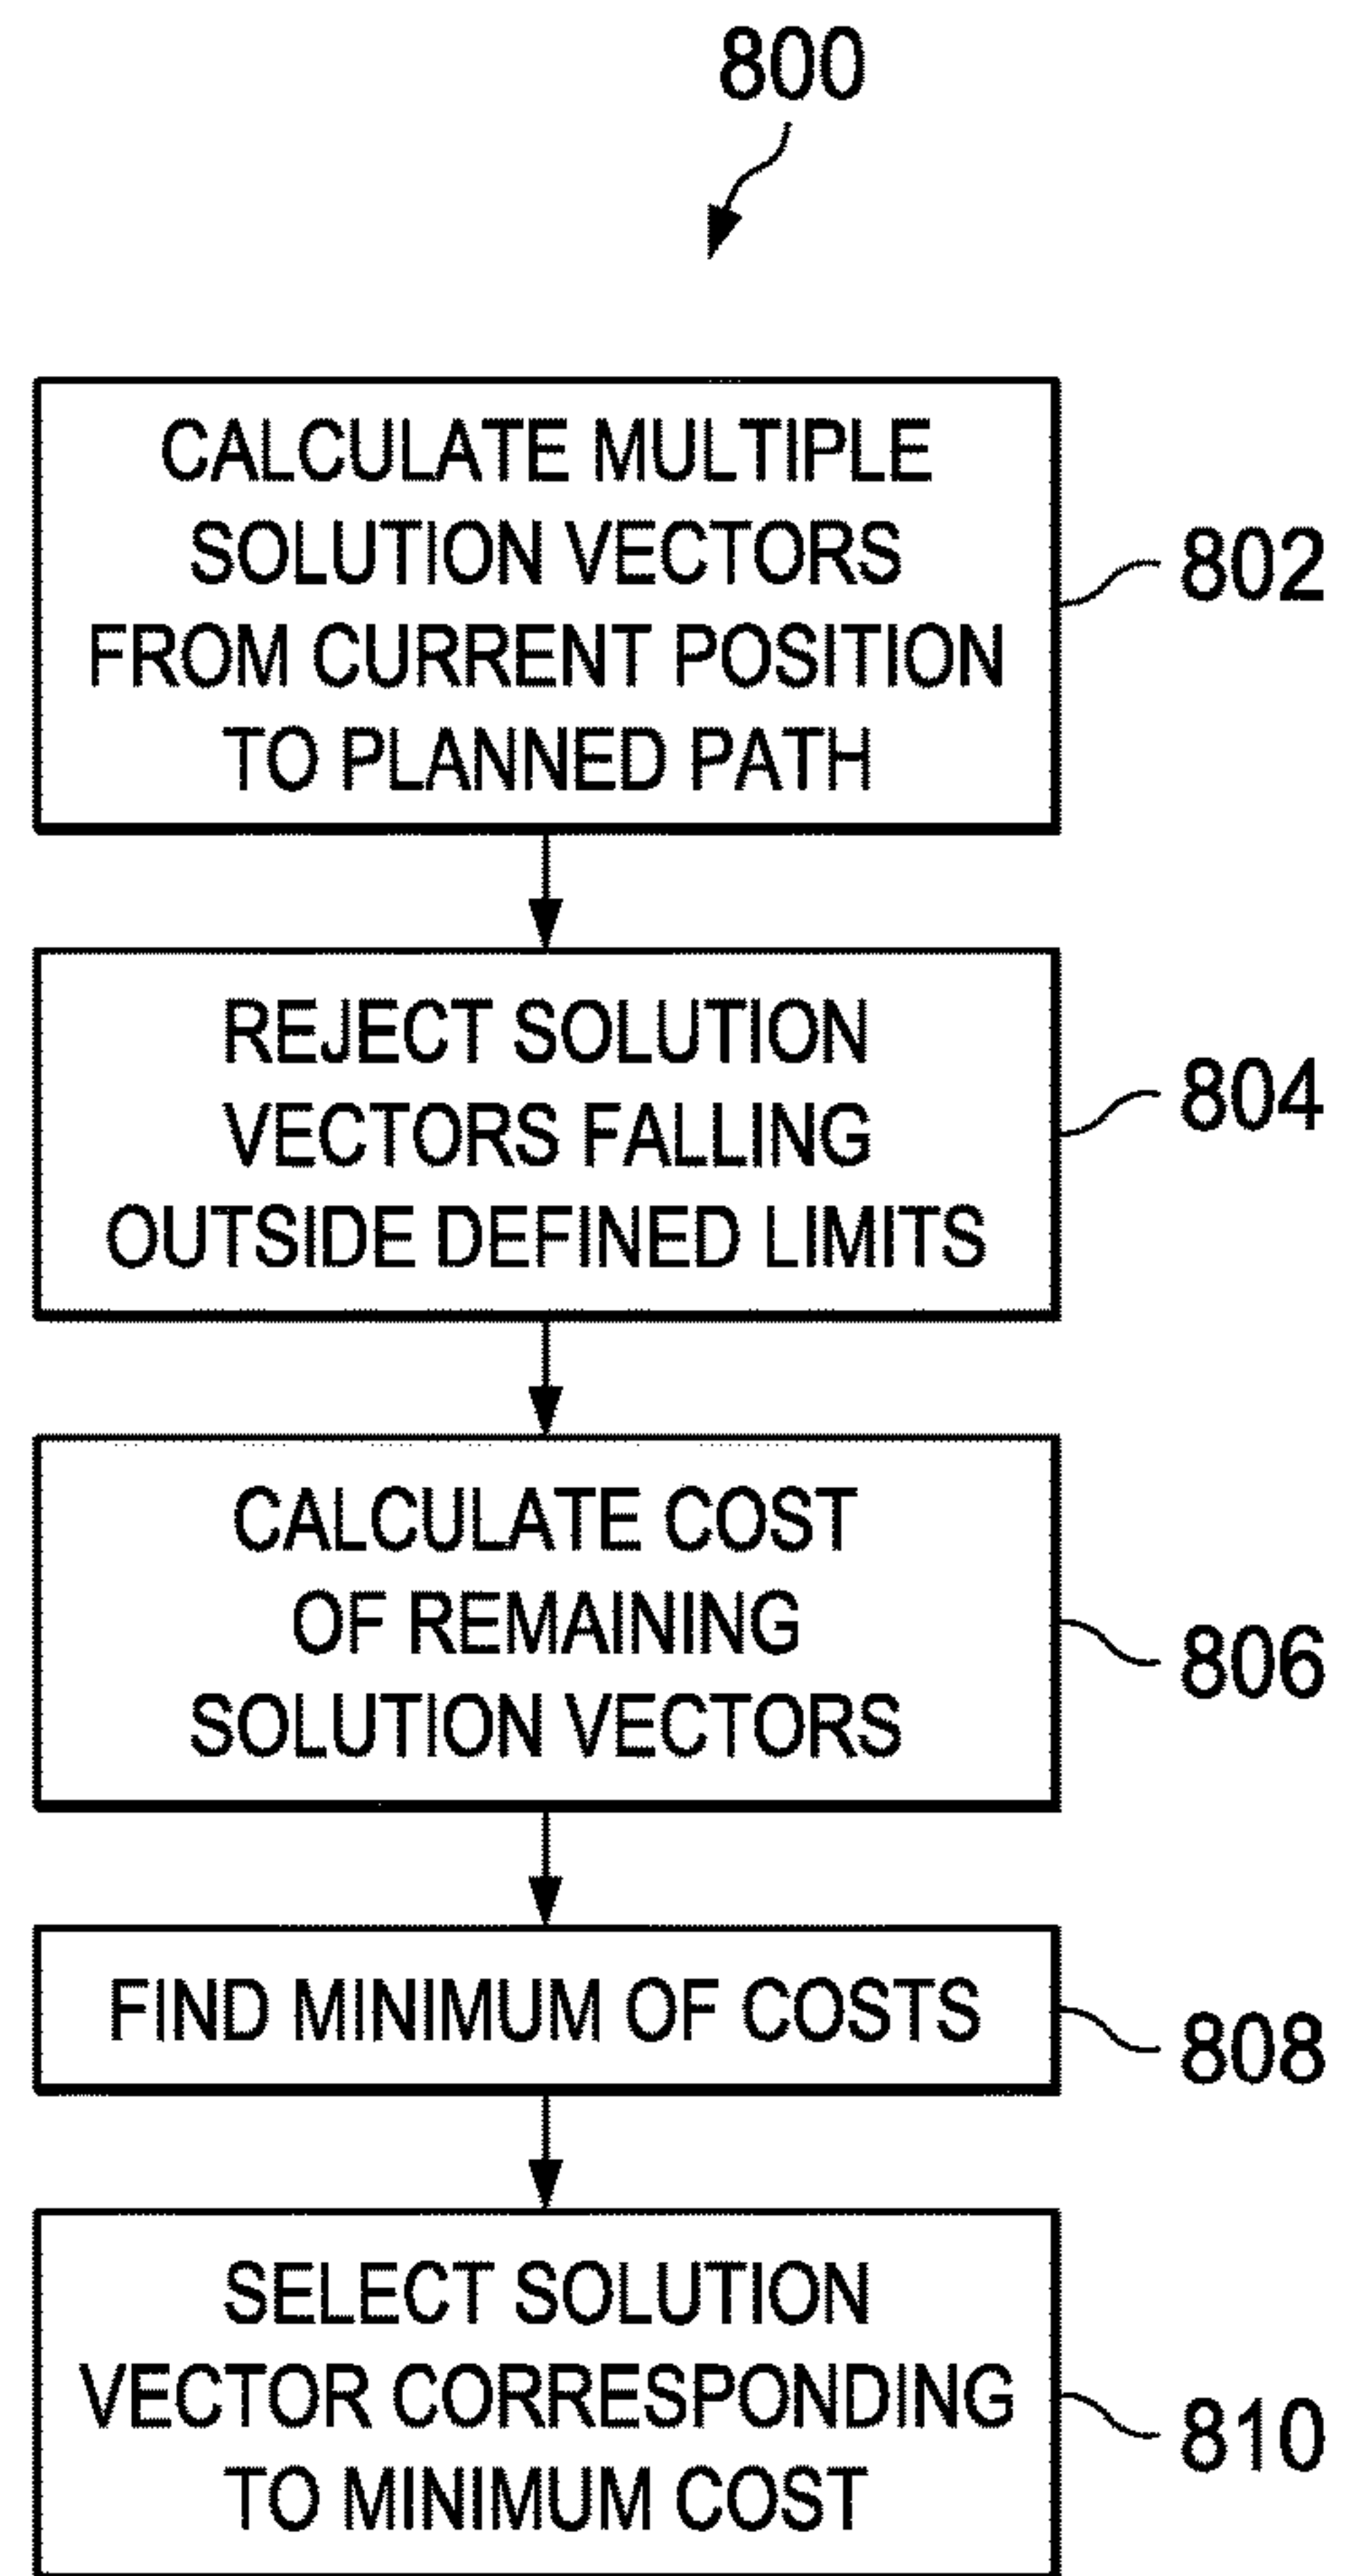 800
CALCULATE MULTIPLE
SOLUTION VECTORS
FROM CURRENT POSITION
TO PLANNED PATH
802
REJECT SOLUTION
VECTORS FALLING
OUTSIDE DEFINED LIMITS
804
CALCULATE COST
OF REMAINING
SOLUTION VECTORS
806
FIND MINIMUM OF COSTS
808
SELECT SOLUTION
VECTOR CORRESPONDING
TO MINIMUM COST
810